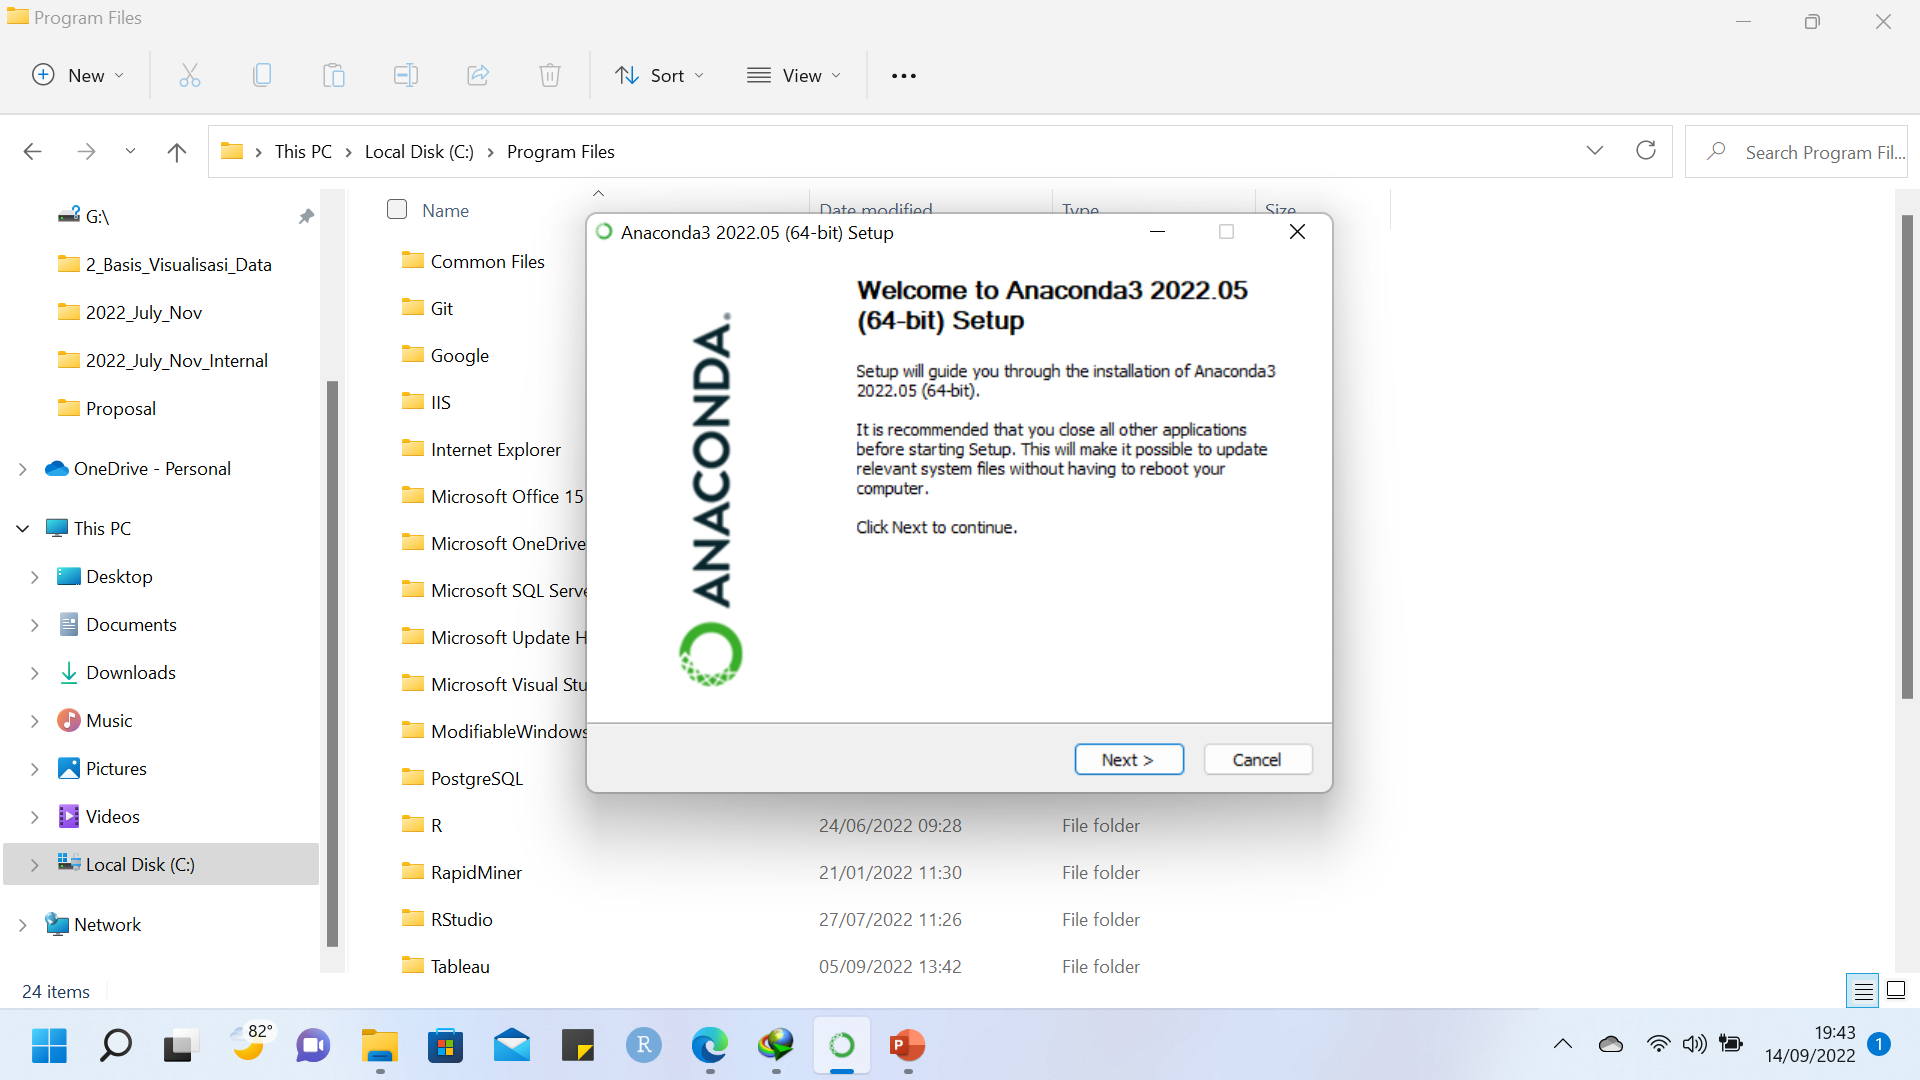 Program Files
New
Sort
View
This PC
Local Disk (C:)
Program Files
Search Program Fil...
G:\
2_Basis_Visualisasi_Data
2022_July_Nov
2022_July_Nov_Internal
Proposal
OneDrive - Personal
This PC
Desktop
Documents
Downloads
Music
Pictures
Videos
Local Disk (C:)
Network
Name
Date modified
Type
Size
Common Files
Git
Google
IIS
Internet Explorer
Microsoft Office 15
Microsoft OneDrive
Microsoft SQL Serve
Microsoft Update H
Microsoft Visual Stu
ModifiableWindows
PostgreSQL
R 24/06/2022 09:28 File folder
RapidMiner 21/01/2022 11:30 File folder
RStudio 27/07/2022 11:26 File folder
Tableau 05/09/2022 13:42 File folder
Anaconda3 2022.05 (64-bit) Setup
ANACONDA.
Welcome to Anaconda3 2022.05
(64-bit) Setup
Setup will guide you through the installation of Anaconda3
2022.05 (64-bit).
It is recommended that you close all other applications
before starting Setup. This will make it possible to update
relevant system files without having to reboot your
computer.
Click Next to continue.
Next >
Cancel
24 items
82°
R
P
19:43
14/09/2022
1